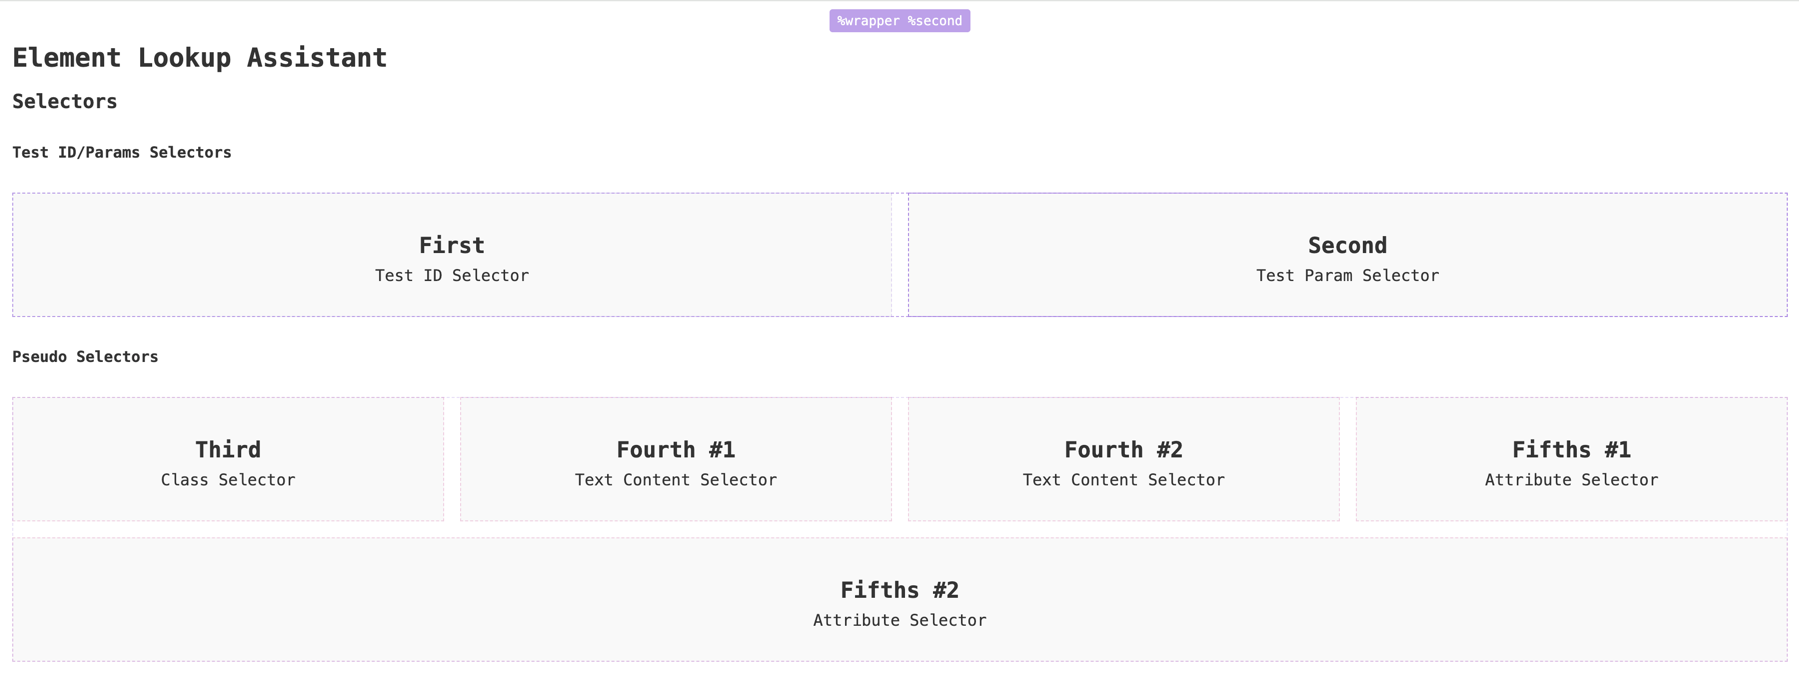 %wrapper %second
Element Lookup Assistant
Selectors
Test ID/Params Selectors
First
Test ID Selector
Second
Test Param Selector
Pseudo Selectors
Third
Class Selector
Fourth #1
Text Content Selector
Fourth #2
Text Content Selector
Fifths #1
Attribute Selector
Fifths #2
Attribute Selector